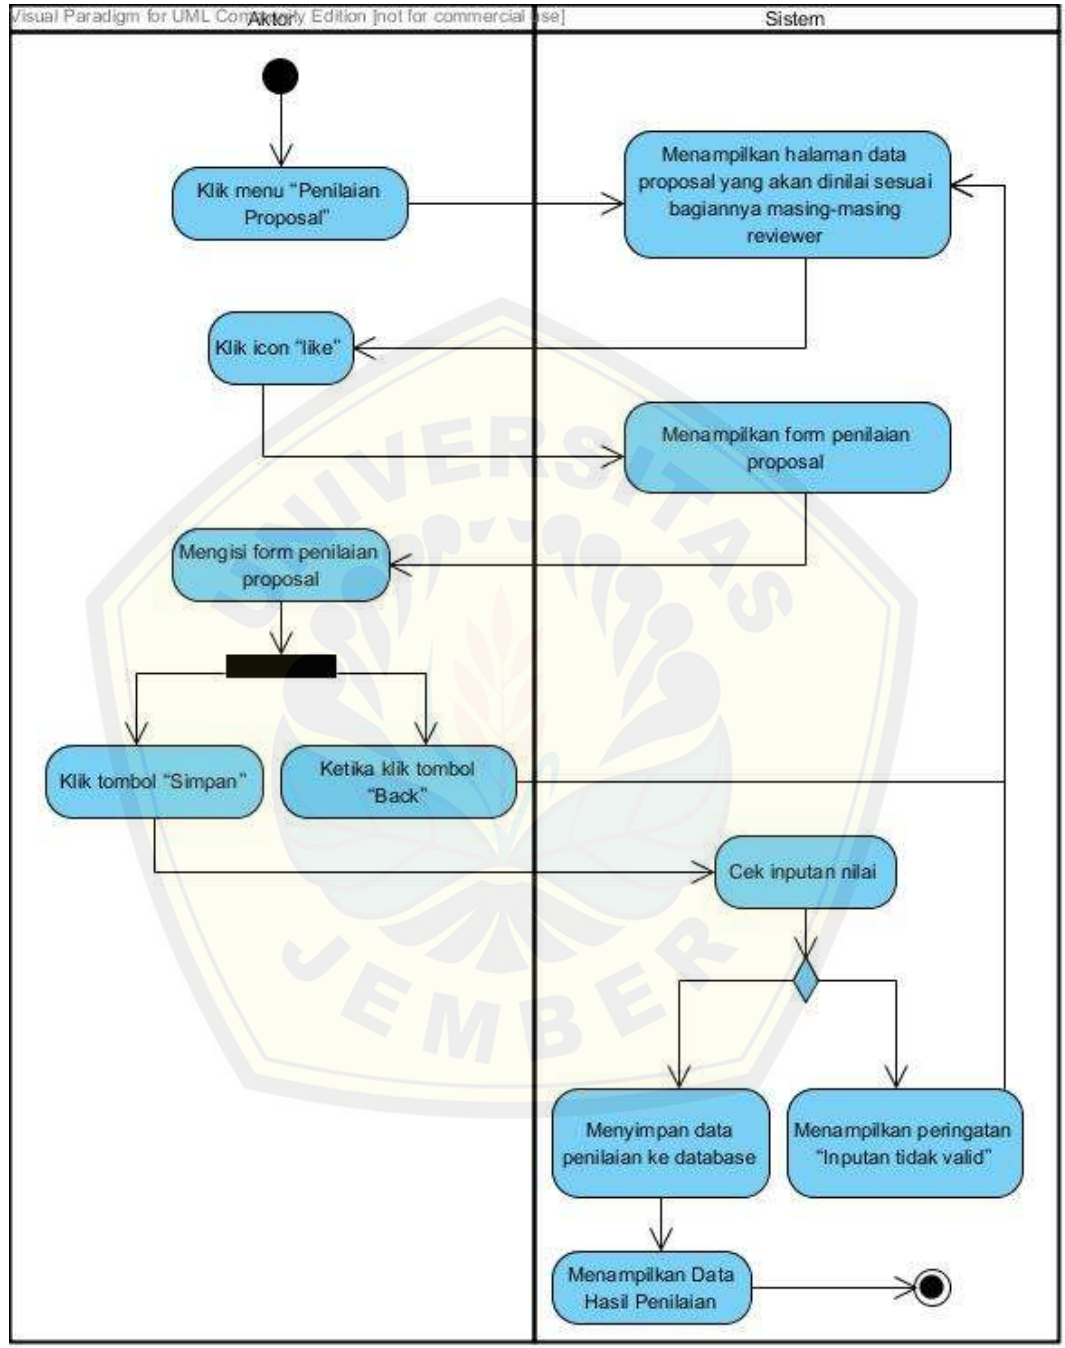 Visual Paradigm for UML Community Edition [not for commercial use]
Aktor
Sistem
Klik menu “Penilaian
Proposal”
Menampilkan halaman data
proposal yang akan dinilai sesuai
bagiannya masing-masing
reviewer
Klik icon “like”
Menampilkan form penilaian
proposal
Mengisi form penilaian
proposal
Klik tombol “Simpan”
Ketika klik tombol
“Back”
Cek inputan nilai
Menyimpan data
penilaian ke database
Menampilkan peringatan
“Inputan tidak valid”
Menampilkan Data
Hasil Penilaian
UNIVERSITAS
JEMBER